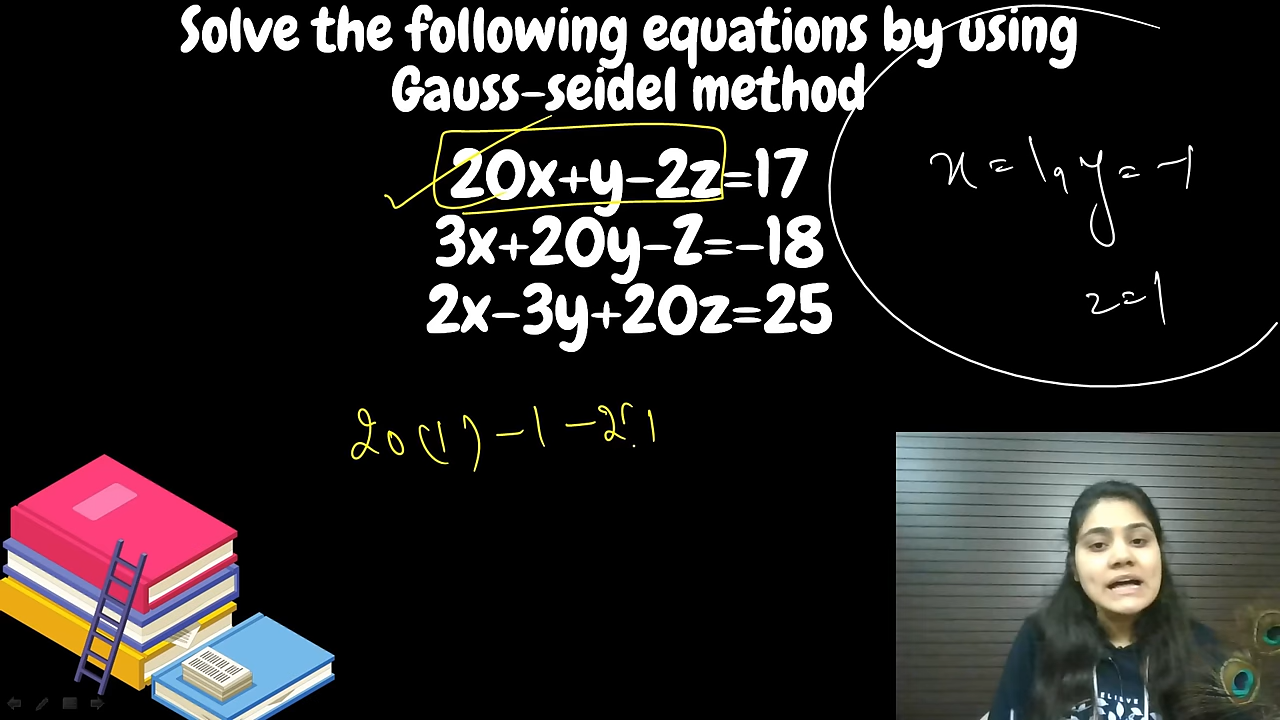 Solve the following equations by using
Gauss-seidel method
20x+y-2z=17
3x+20y-z=-18
2x-3y+20z=25
x = 1, y = -1
z=1
20(1) - 1 - 2.1